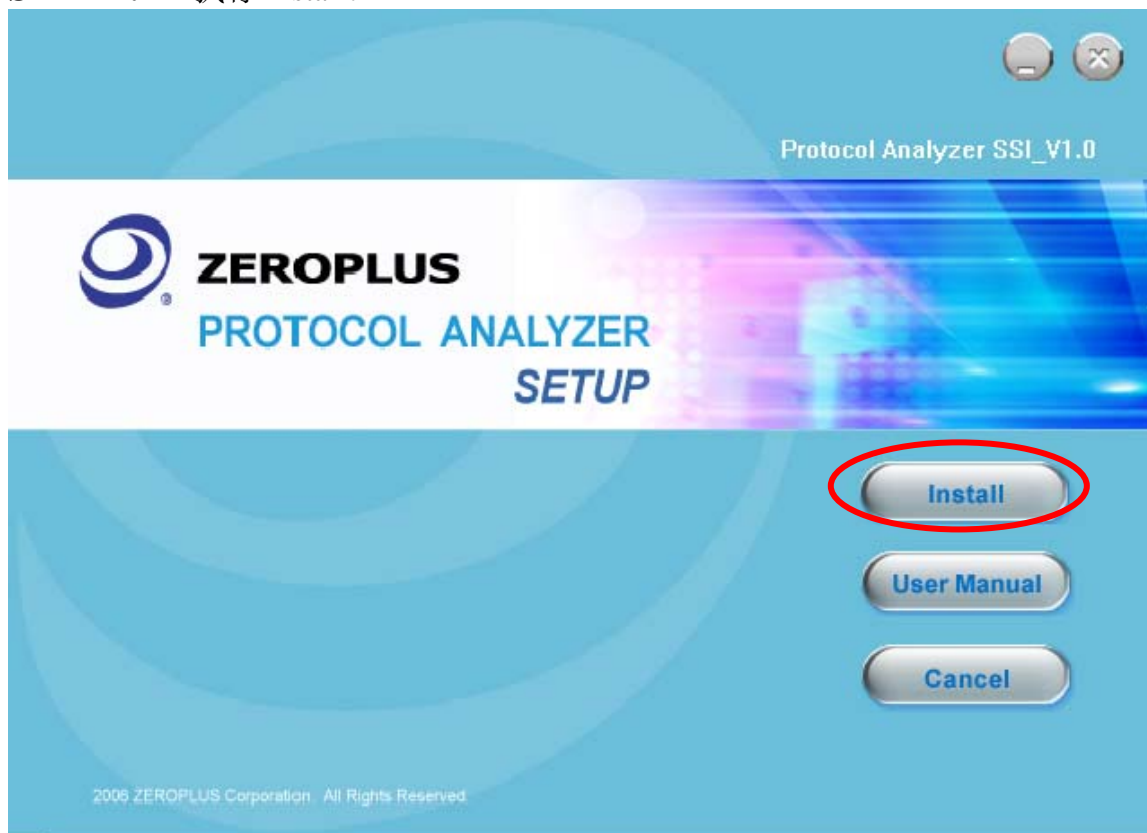 Protocol Analyzer SSI_V1.0
ZEROPLUS
®
PROTOCOL ANALYZER
SETUP
Install
User Manual
Cancel
2006 ZEROPLUS Corporation. All Rights Reserved.